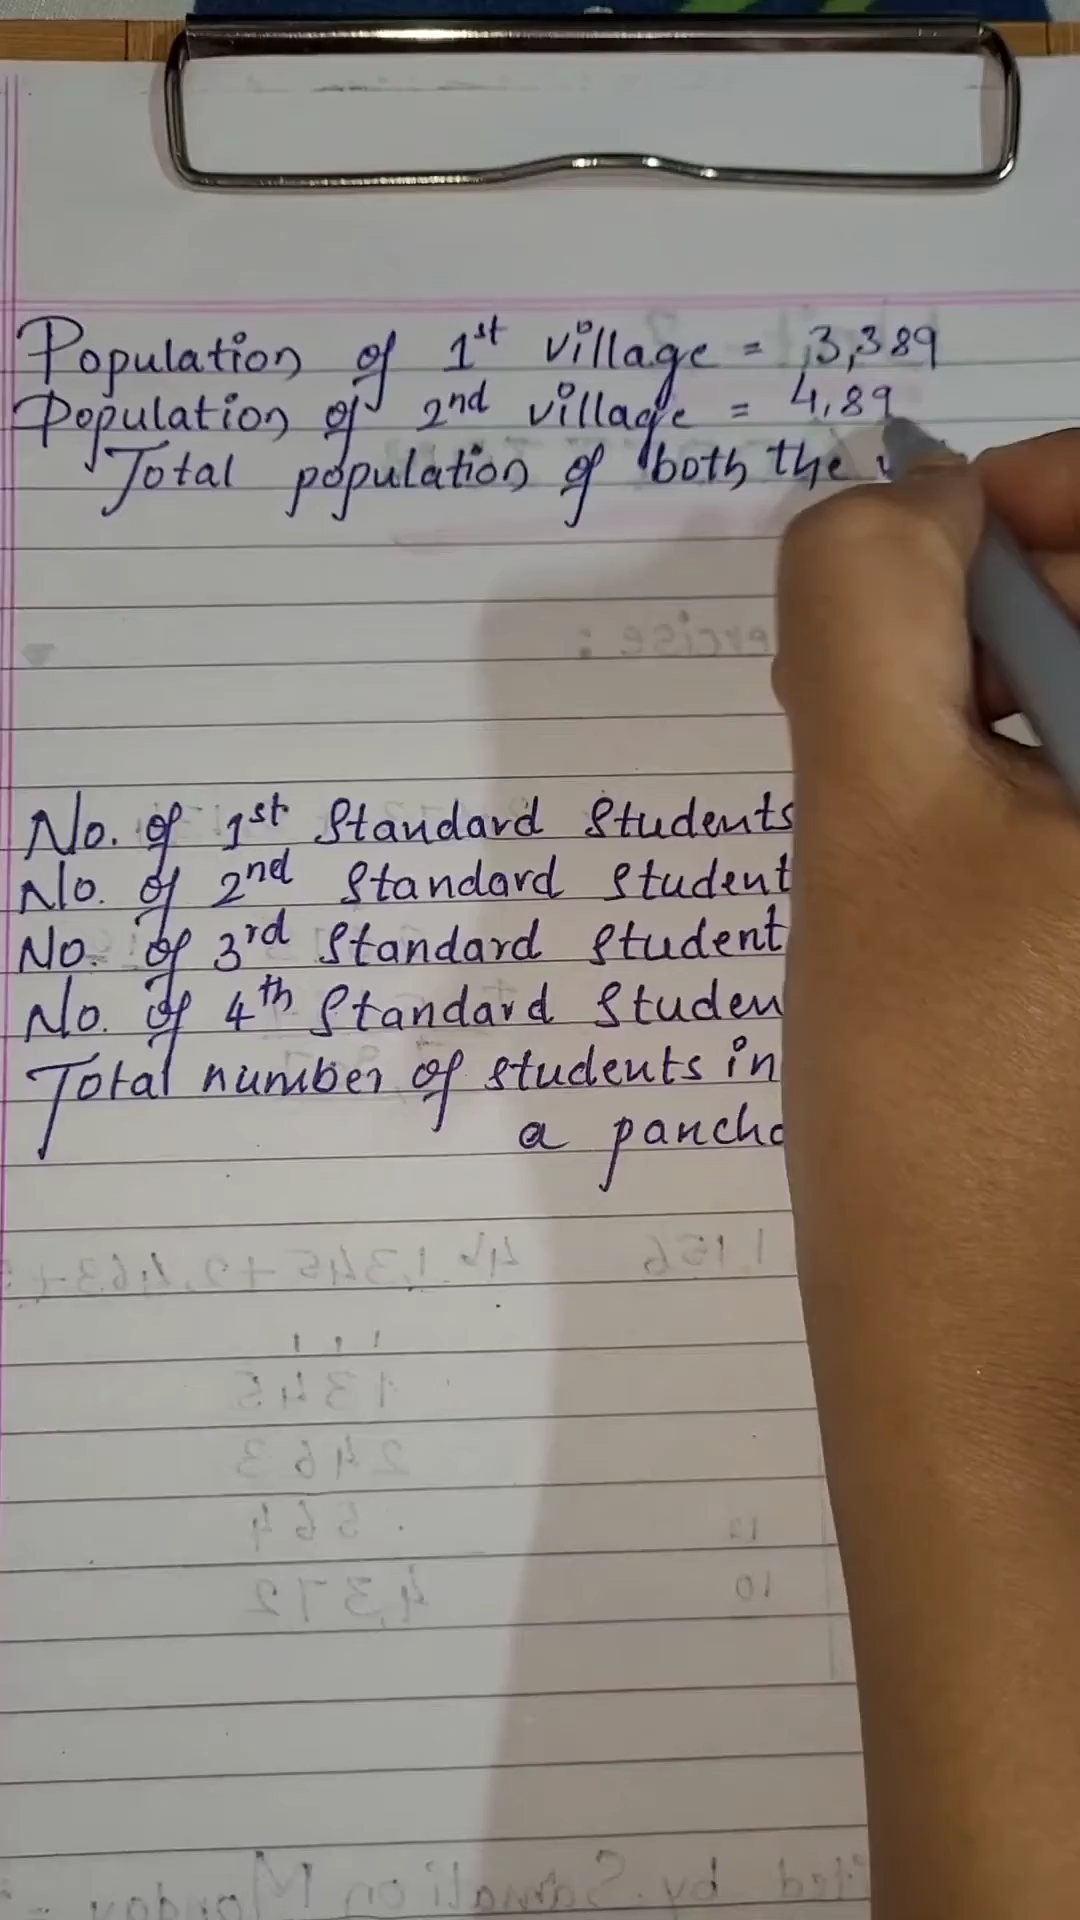 Population of 1st village = 3,389
Population of 2nd village = 4,89
Total population of both the
No. of 1st Standard Students
No. of 2nd Standard Student
No. of 3rd Standard Student
No. of 4th Standard Studen
Total number of students in
a pancha